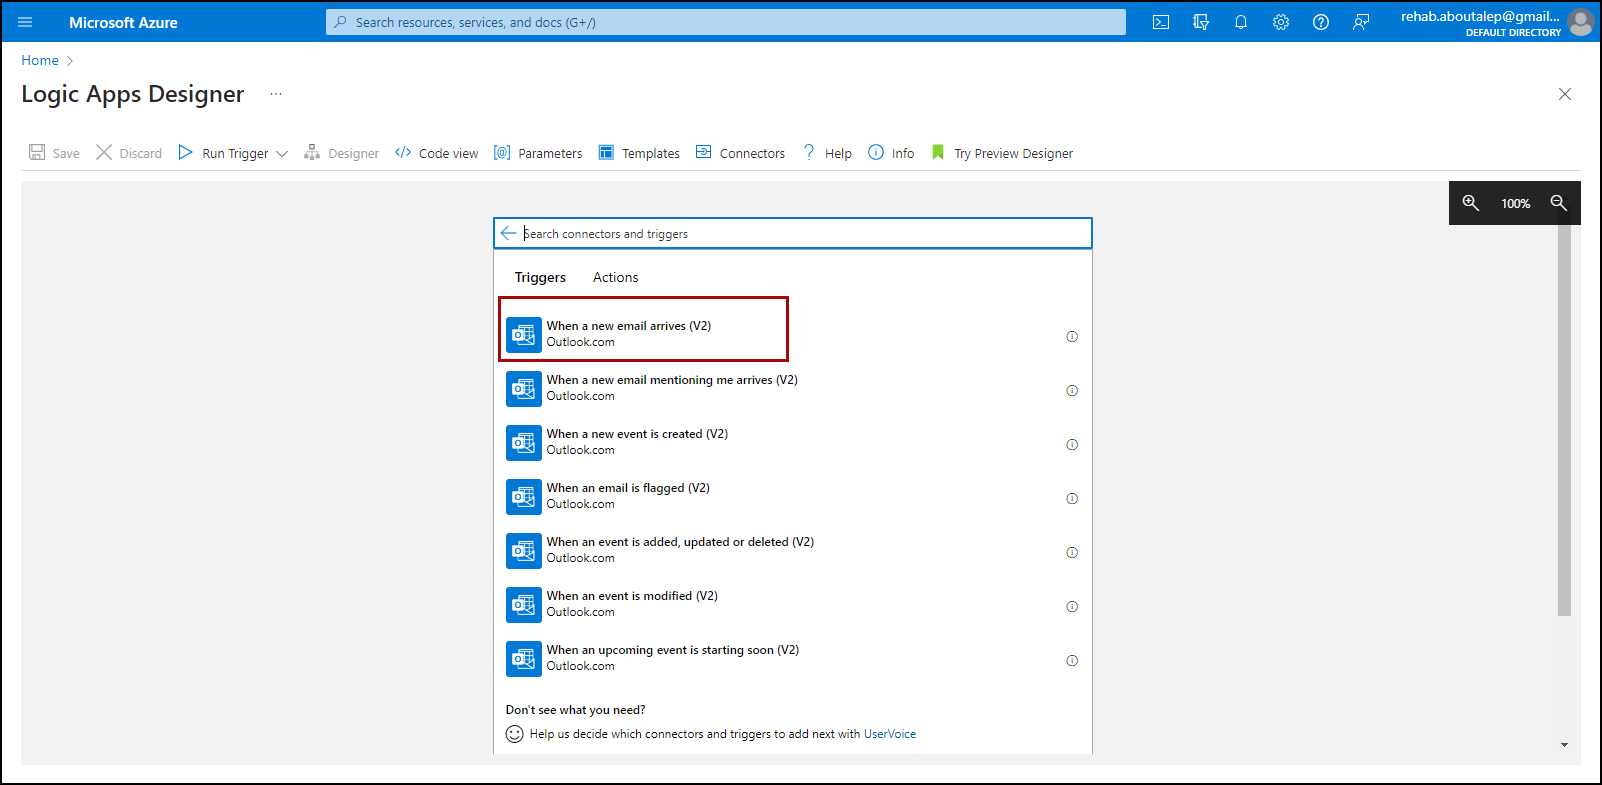 Microsoft Azure
Search resources, services, and docs (G+/)
rehab.aboutalep@gmail...
DEFAULT DIRECTORY
Home >
Logic Apps Designer ...
Save Discard Run Trigger Designer Code view Parameters Templates Connectors Help Info Try Preview Designer
100%
Search connectors and triggers
Triggers Actions
When a new email arrives (V2)
Outlook.com
When a new email mentioning me arrives (V2)
Outlook.com
When a new event is created (V2)
Outlook.com
When an email is flagged (V2)
Outlook.com
When an event is added, updated or deleted (V2)
Outlook.com
When an event is modified (V2)
Outlook.com
When an upcoming event is starting soon (V2)
Outlook.com
Don't see what you need?
Help us decide which connectors and triggers to add next with UserVoice